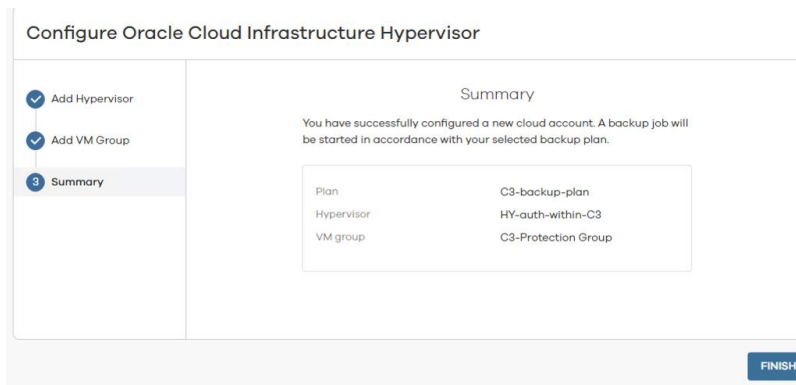 Configure Oracle Cloud Infrastructure Hypervisor
Add Hypervisor
Add VM Group
3 Summary
Summary
You have successfully configured a new cloud account. A backup job will
be started in accordance with your selected backup plan.
Plan C3-backup-plan
Hypervisor HY-auth-within-C3
VM group C3-Protection Group
FINISH